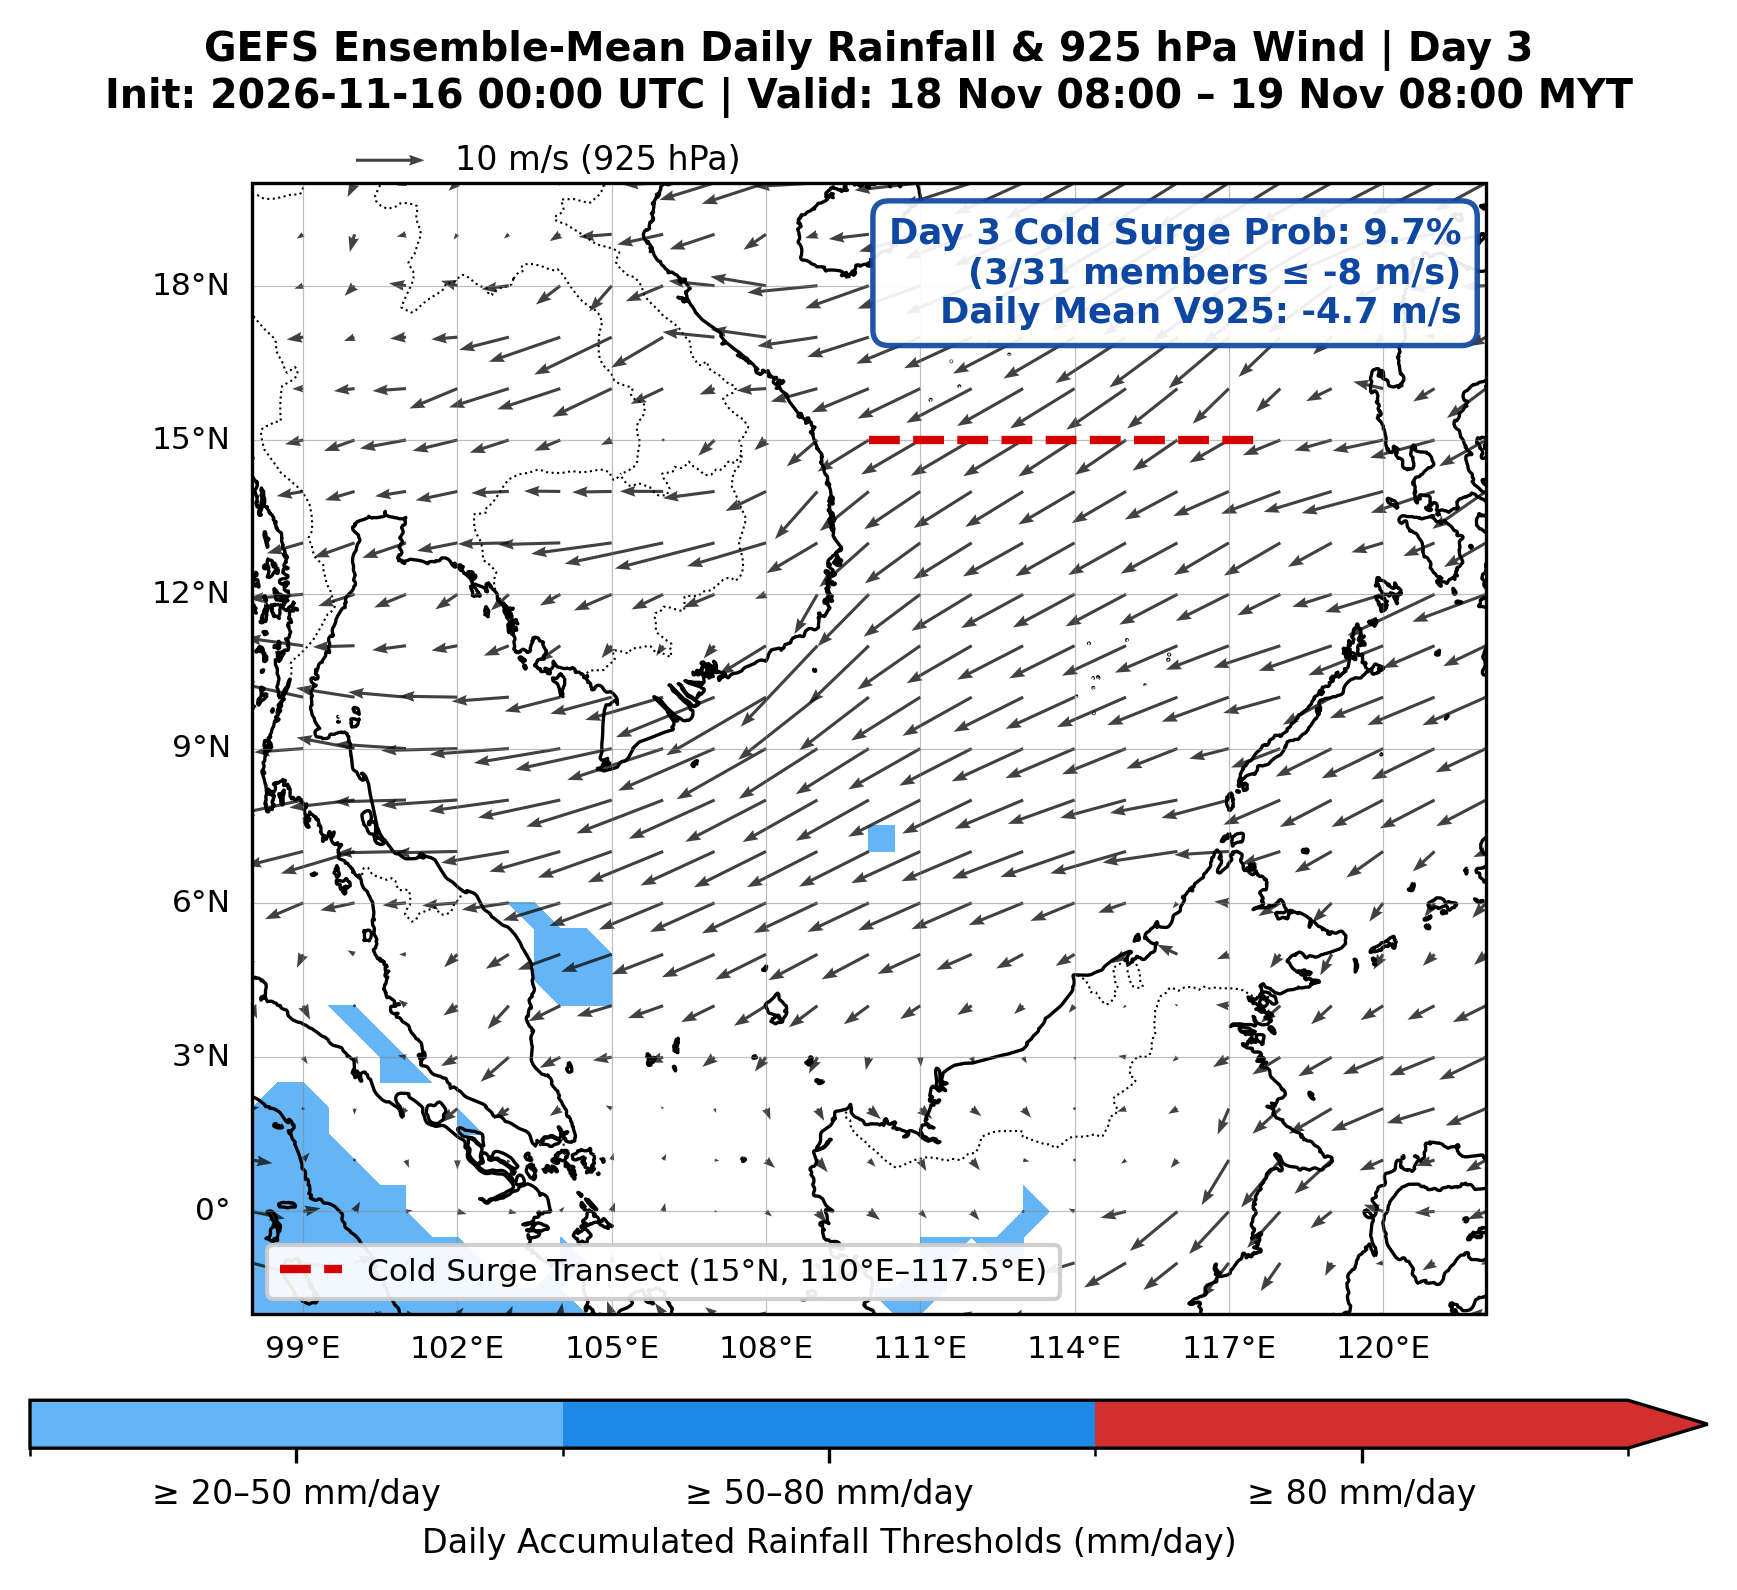 GEFS Ensemble-Mean Daily Rainfall & 925 hPa Wind | Day 3
Init: 2026-11-16 00:00 UTC | Valid: 18 Nov 08:00 – 19 Nov 08:00 MYT
10 m/s (925 hPa)
Day 3 Cold Surge Prob: 9.7%
(3/31 members ≤ -8 m/s)
Daily Mean V925: -4.7 m/s
18°N
15°N
12°N
9°N
6°N
3°N
0°
Cold Surge Transect (15°N, 110°E–117.5°E)
99°E 102°E 105°E 108°E 111°E 114°E 117°E 120°E
≥ 20–50 mm/day ≥ 50–80 mm/day ≥ 80 mm/day
Daily Accumulated Rainfall Thresholds (mm/day)